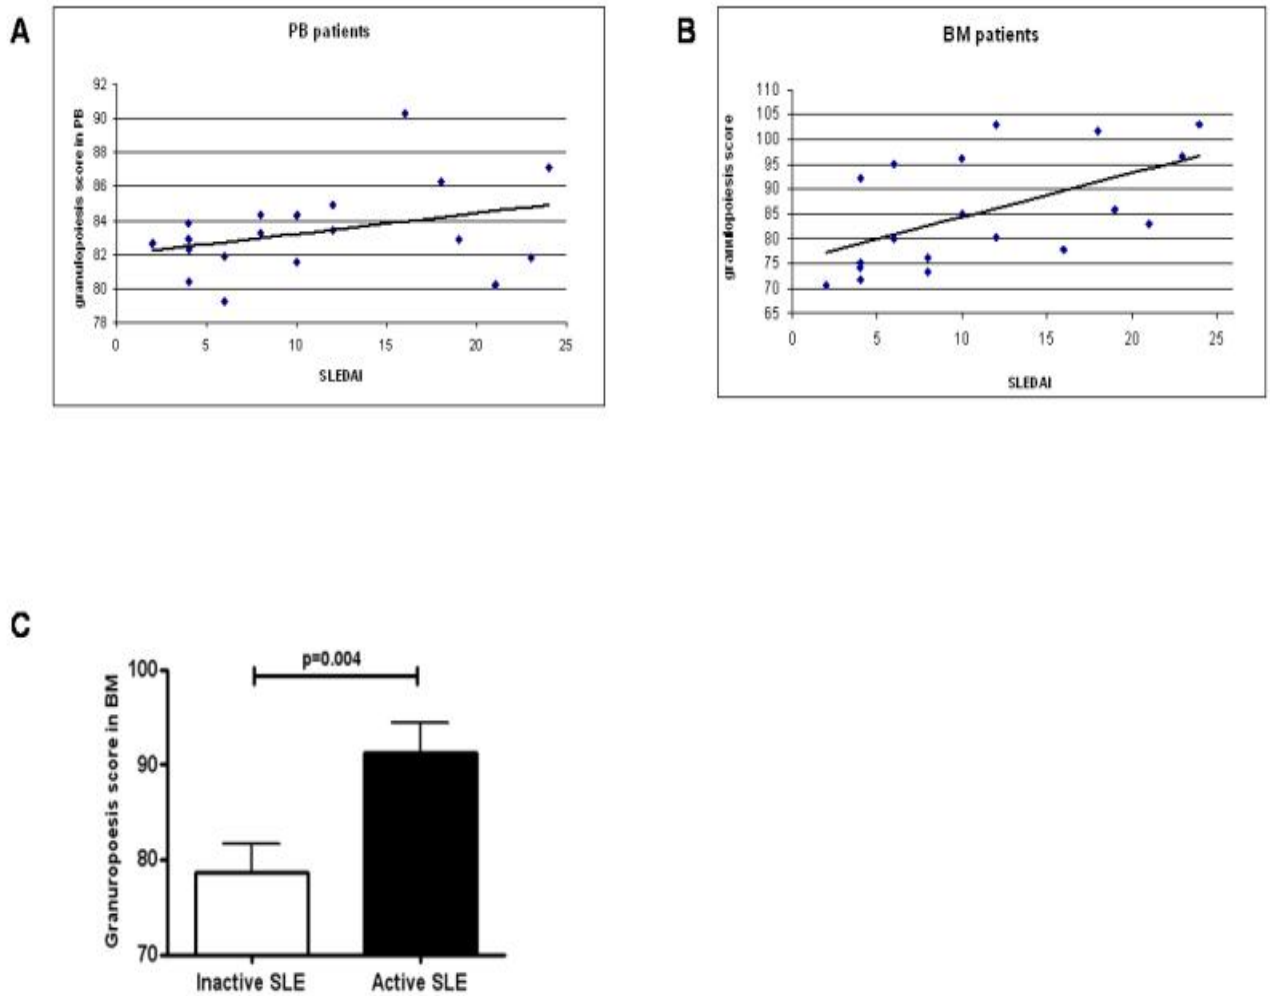 A
PB patients
granulopoiesis score in PB
92
90
88
86
84
82
80
78
0 5 10 15 20 25
SLEDAI
B
BM patients
granulopoiesis score
110
105
100
95
90
85
80
75
70
65
0 5 10 15 20 25
SLEDAI
C
p=0.004
Granuropoesis score in BM
100
90
80
70
Inactive SLE Active SLE